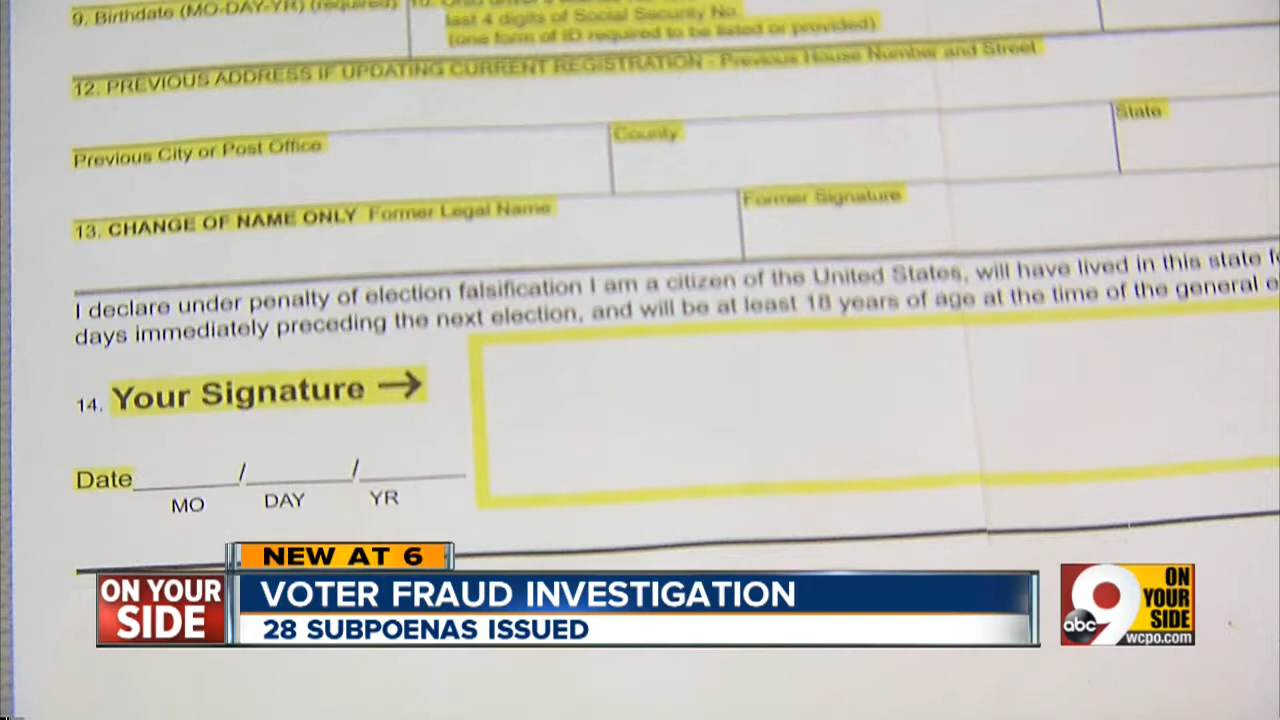 9. Birthdate (MO-DAY-YR) (required)
last 4 digits of Social Security No.
(one form of ID required to be listed or provided)
12. PREVIOUS ADDRESS IF UPDATING CURRENT REGISTRATION - Previous House Number and Street
Previous City or Post Office
County
State
13. CHANGE OF NAME ONLY Former Legal Name
Former Signature
I declare under penalty of election falsification I am a citizen of the United States, will have lived in this state
days immediately preceding the next election, and will be at least 18 years of age at the time of the general
14. Your Signature →
Date / /
MO DAY YR
NEW AT 6
ON YOUR
SIDE
VOTER FRAUD INVESTIGATION
28 SUBPOENAS ISSUED
abc 9
ON
YOUR
SIDE
wcpo.com